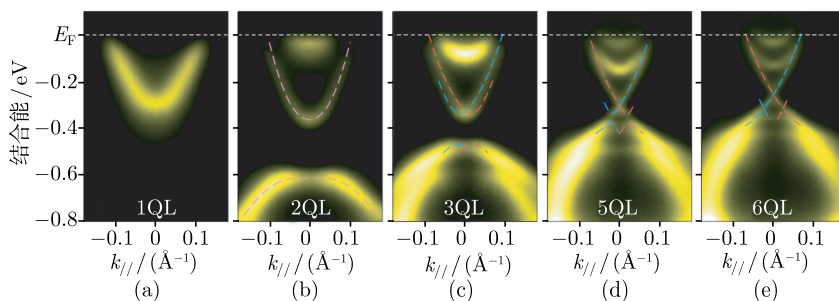 E_F
0
−0.2
−0.4
−0.6
−0.8
结合能/eV
1QL 2QL 3QL 5QL 6QL
−0.1 0 0.1 −0.1 0 0.1 −0.1 0 0.1 −0.1 0 0.1 −0.1 0 0.1
k_{//}/(Å⁻¹) k_{//}/(Å⁻¹) k_{//}/(Å⁻¹) k_{//}/(Å⁻¹) k_{//}/(Å⁻¹)
(a) (b) (c) (d) (e)